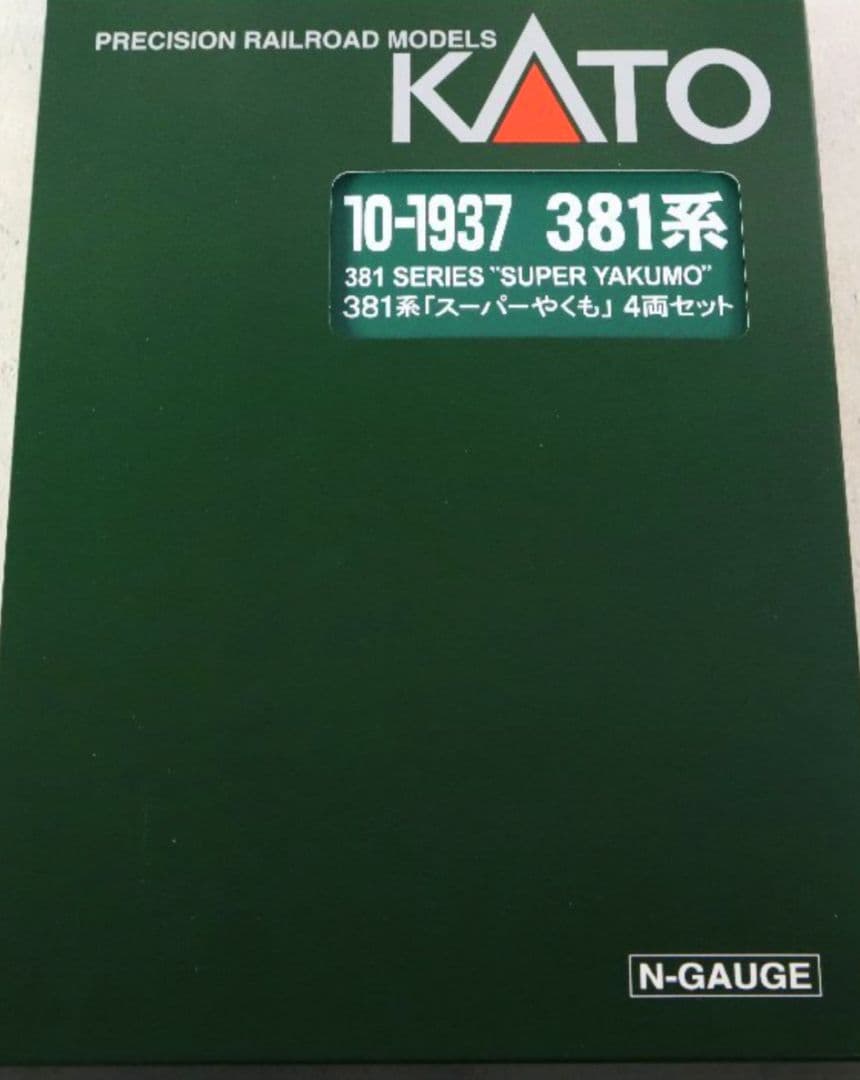 PRECISION RAILROAD MODELS
KATO
10-1937 381系
381 SERIES "SUPER YAKUMO"
381系「スーパーやくも」 4両セット
N-GAUGE